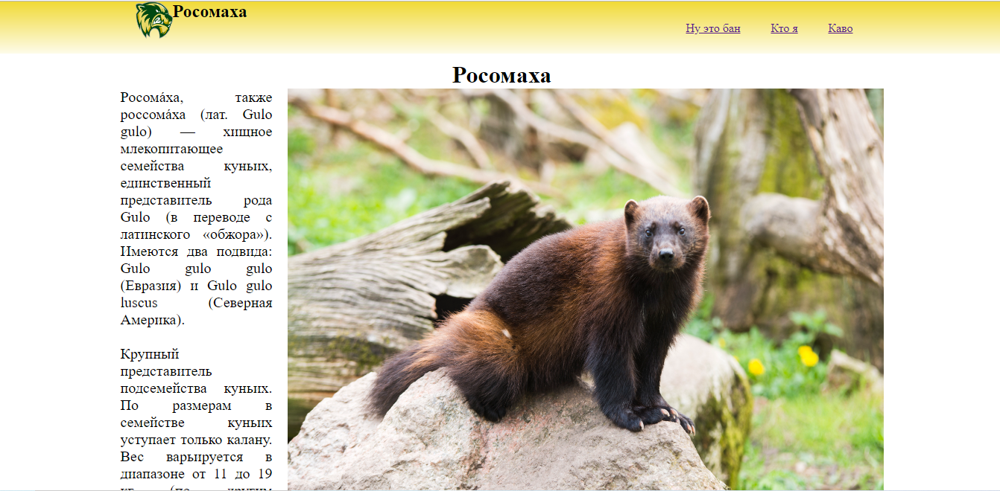 Росомаха
Ну это бан Кто я Каво
Росомаха
Росома́ха, также
россома́ха (лат. Gulo
gulo) — хищное
млекопитающее
семейства куньих,
единственный
представитель рода
Gulo (в переводе с
латинского «обжора»).
Имеются два подвида:
Gulo gulo gulo
(Евразия) и Gulo gulo
luscus (Северная
Америка).
Крупный
представитель
подсемейства куньих.
По размерам в
семействе куньих
уступает только калану.
Вес варьируется в
диапазоне от 11 до 19